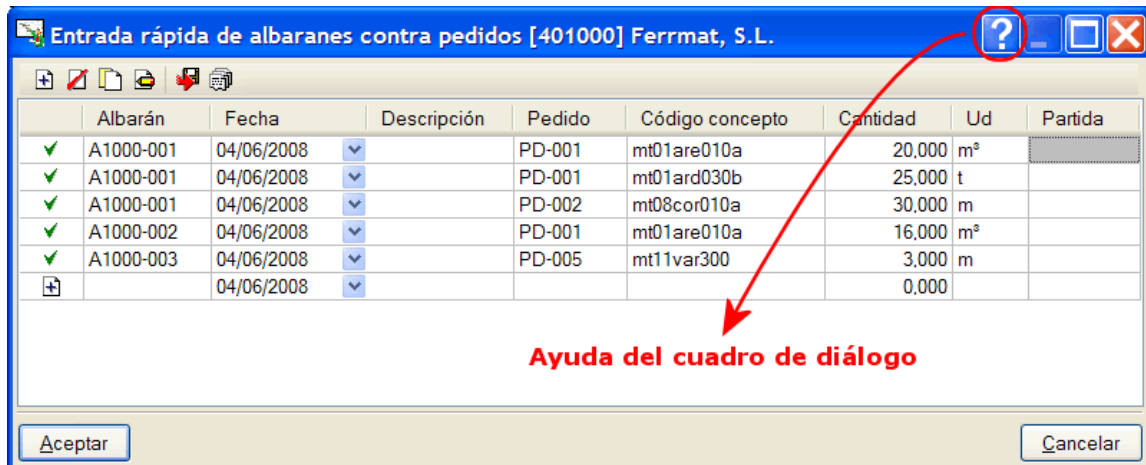 Entrada rápida de albaranes contra pedidos [401000] Ferrmat, S.L.
Albarán Fecha Descripción Pedido Código concepto Cantidad Ud Partida
A1000-001 04/06/2008 PD-001 mt01are010a 20,000 m³
A1000-001 04/06/2008 PD-001 mt01ard030b 25,000 t
A1000-001 04/06/2008 PD-002 mt08cor010a 30,000 m
A1000-002 04/06/2008 PD-001 mt01are010a 16,000 m³
A1000-003 04/06/2008 PD-005 mt11var300 3,000 m
04/06/2008 0,000
Ayuda del cuadro de diálogo
Aceptar Cancelar